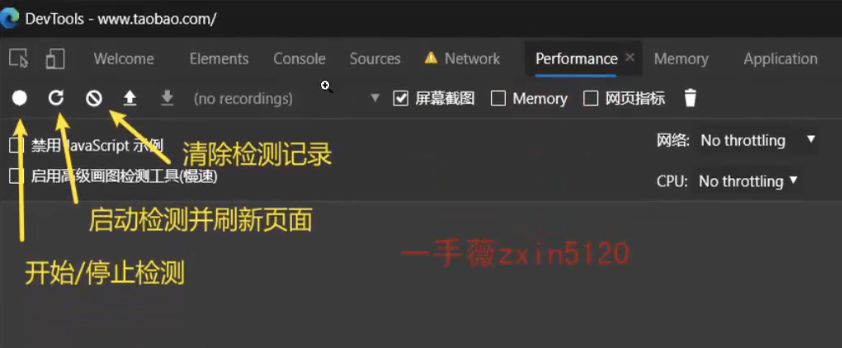 DevTools - www.taobao.com/
Welcome Elements Console Sources Network Performance Memory Application
(no recordings) 屏幕截图 Memory 网页指标
禁用 JavaScript 示例 网络: No throttling
清除检测记录
启用高级画图检测工具(慢速) CPU: No throttling
启动检测并刷新页面
一手薇zxin5120
开始/停止检测